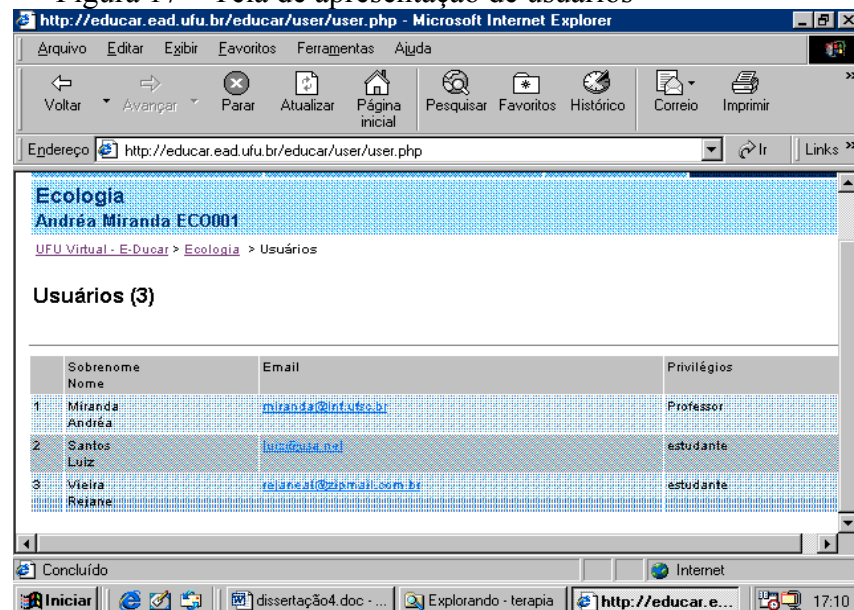 Figura 17 – Tela de apresentação de usuários
http://educar.ead.ufu.br/educar/user/user.php - Microsoft Internet Explorer
Arquivo Editar Exibir Favoritos Ferramentas Ajuda
Voltar Avançar Parar Atualizar Página inicial Pesquisar Favoritos Histórico Correio Imprimir »
Endereço http://educar.ead.ufu.br/educar/user/user.php Ir Links »
Ecologia
Andréa Miranda ECO001
UFU Virtual - E-Ducar > Ecologia > Usuários
Usuários (3)
Sobrenome Email Privilégios
Nome
1 Miranda miranda@inf.ufsc.br Professor
Andréa
2 Santos luiz@usa.net estudante
Luiz
3 Vieira rejaneal@zipmail.com.br estudante
Rejane
Concluído Internet
Iniciar dissertação4.doc - ... Explorando - terapia http://educar.e... 17:10